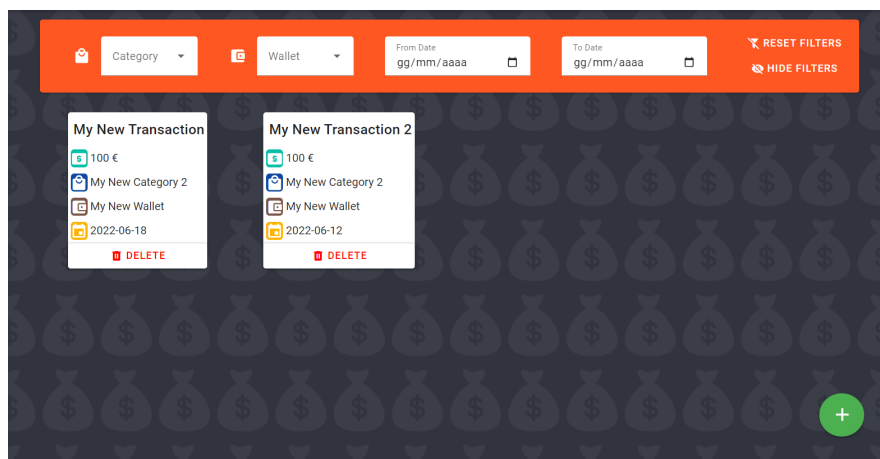 Category
Wallet
From Date
gg/mm/aaaa
To Date
gg/mm/aaaa
RESET FILTERS
HIDE FILTERS
My New Transaction
100 €
My New Category 2
My New Wallet
2022-06-18
DELETE
My New Transaction 2
100 €
My New Category 2
My New Wallet
2022-06-12
DELETE